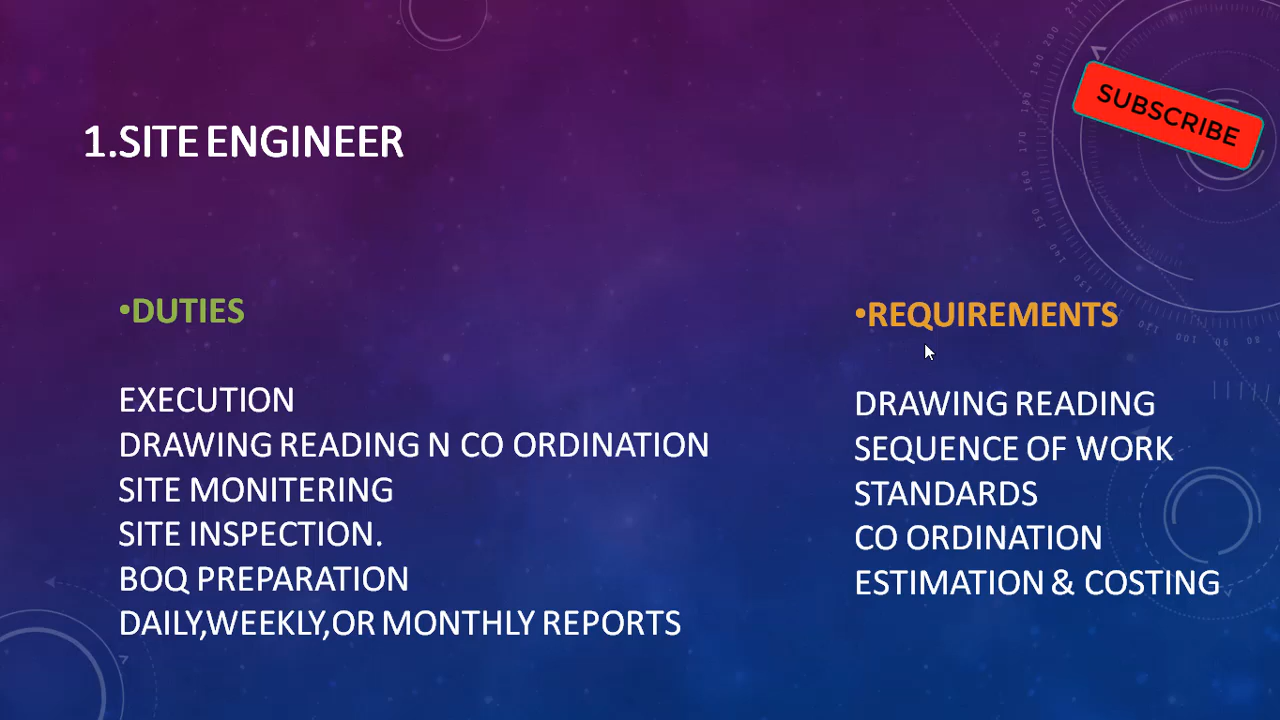 SUBSCRIBE
1.SITE ENGINEER
•DUTIES
EXECUTION
DRAWING READING N CO ORDINATION
SITE MONITERING
SITE INSPECTION.
BOQ PREPARATION
DAILY,WEEKLY,OR MONTHLY REPORTS
•REQUIREMENTS
DRAWING READING
SEQUENCE OF WORK
STANDARDS
CO ORDINATION
ESTIMATION & COSTING